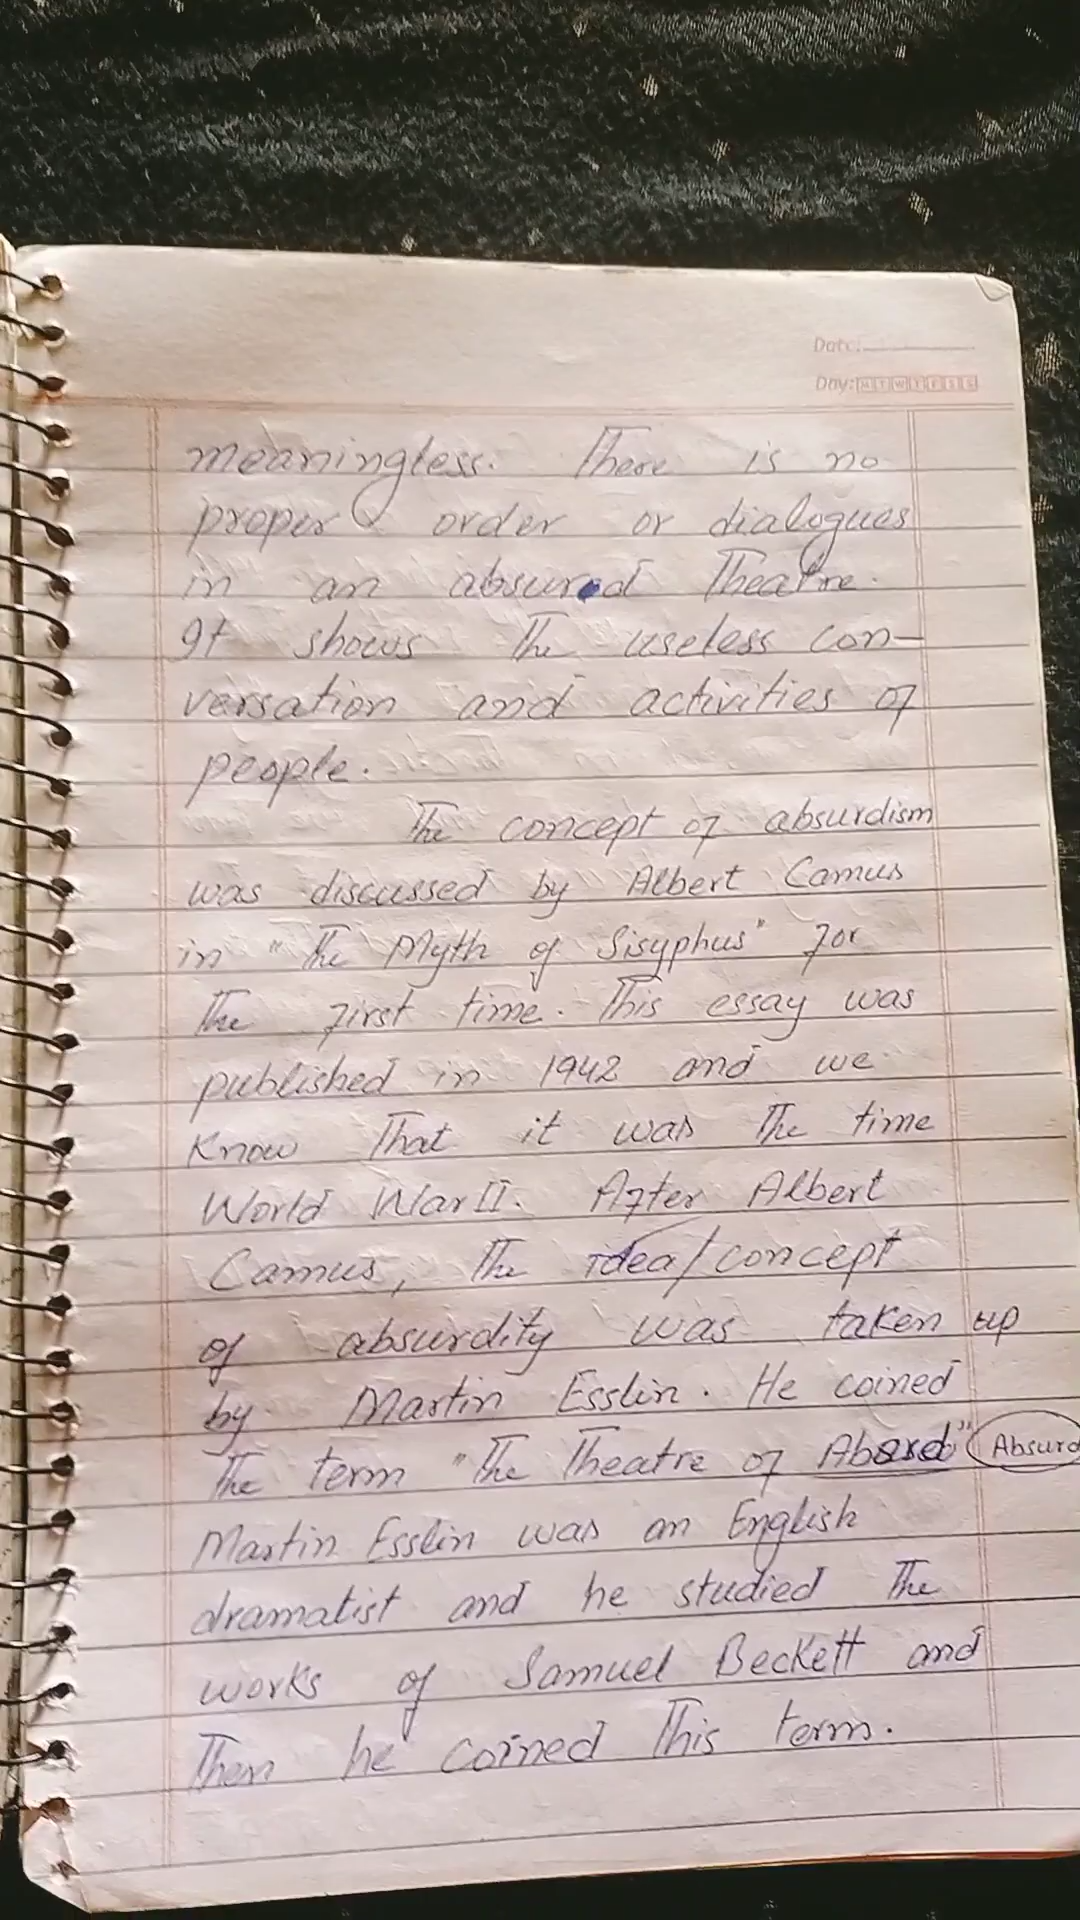 Date:
Day: M T W T F S S
meaningless. There is no
proper order or dialogues
in an absurd Theatre.
It shows the useless con-
versation and activities of
people.
The concept of absurdism
was discussed by Albert Camus
in "The Myth of Sisyphus" for
the first time. This essay was
published in 1942 and we
know that it was the time
World War II. After Albert
Camus, the idea/concept
of absurdity was taken up
by Martin Esslin. He coined
the term "The Theatre of Absrd" Absurd
Martin Esslin was an English
dramatist and he studied the
works of Samuel Beckett and
then he coined this term.